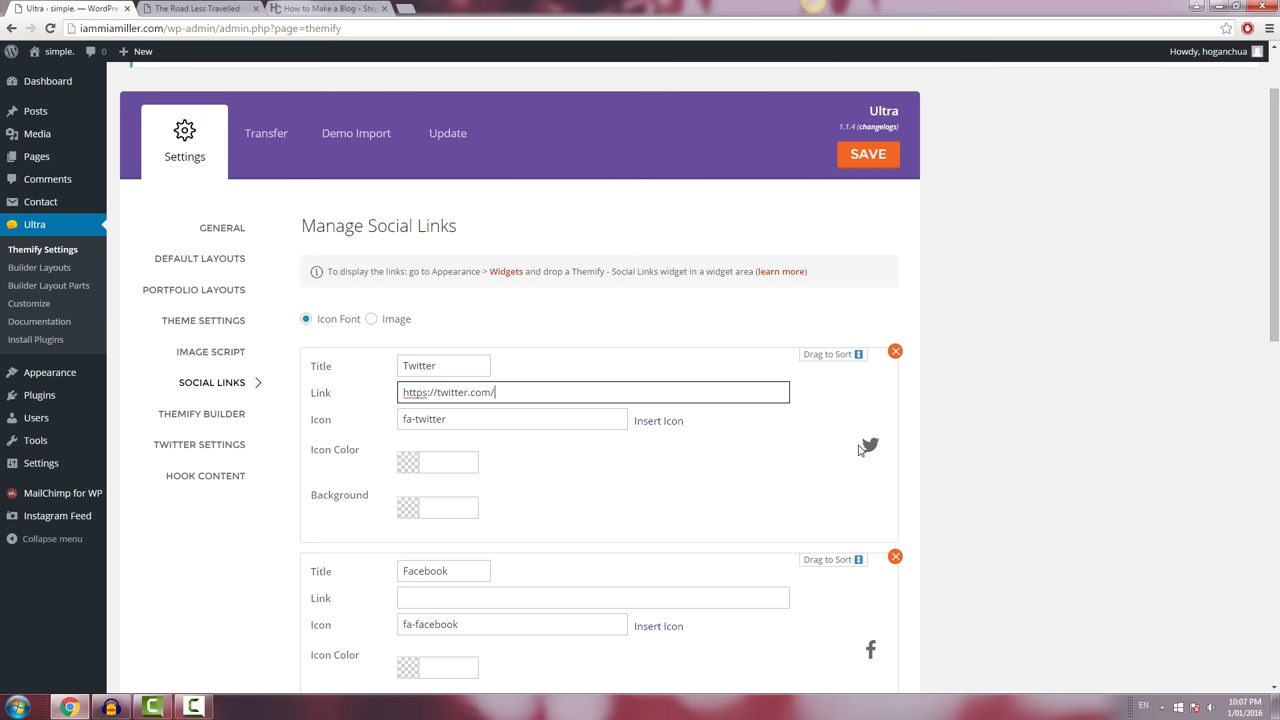 Ultra ‹ simple. — WordPre
The Road Less Travelled
How to Make a Blog - Ste
iammiamiller.com/wp-admin/admin.php?page=themify
simple.
0
New
Howdy, hoganchua
Dashboard
Posts
Media
Pages
Comments
Contact
Ultra
Themify Settings
Builder Layouts
Builder Layout Parts
Customize
Documentation
Install Plugins
Appearance
Plugins
Users
Tools
Settings
MailChimp for WP
Instagram Feed
Collapse menu
Settings
Transfer
Demo Import
Update
Ultra
1.1.4 (changelogs)
SAVE
GENERAL
DEFAULT LAYOUTS
PORTFOLIO LAYOUTS
THEME SETTINGS
IMAGE SCRIPT
SOCIAL LINKS
THEMIFY BUILDER
TWITTER SETTINGS
HOOK CONTENT
Manage Social Links
To display the links: go to Appearance > Widgets and drop a Themify - Social Links widget in a widget area (learn more)
Icon Font
Image
Drag to Sort
Title
Twitter
Link
https://twitter.com/
Icon
fa-twitter
Insert Icon
Icon Color
Background
Drag to Sort
Title
Facebook
Link
Icon
fa-facebook
Insert Icon
Icon Color
EN
10:07 PM
1/01/2016